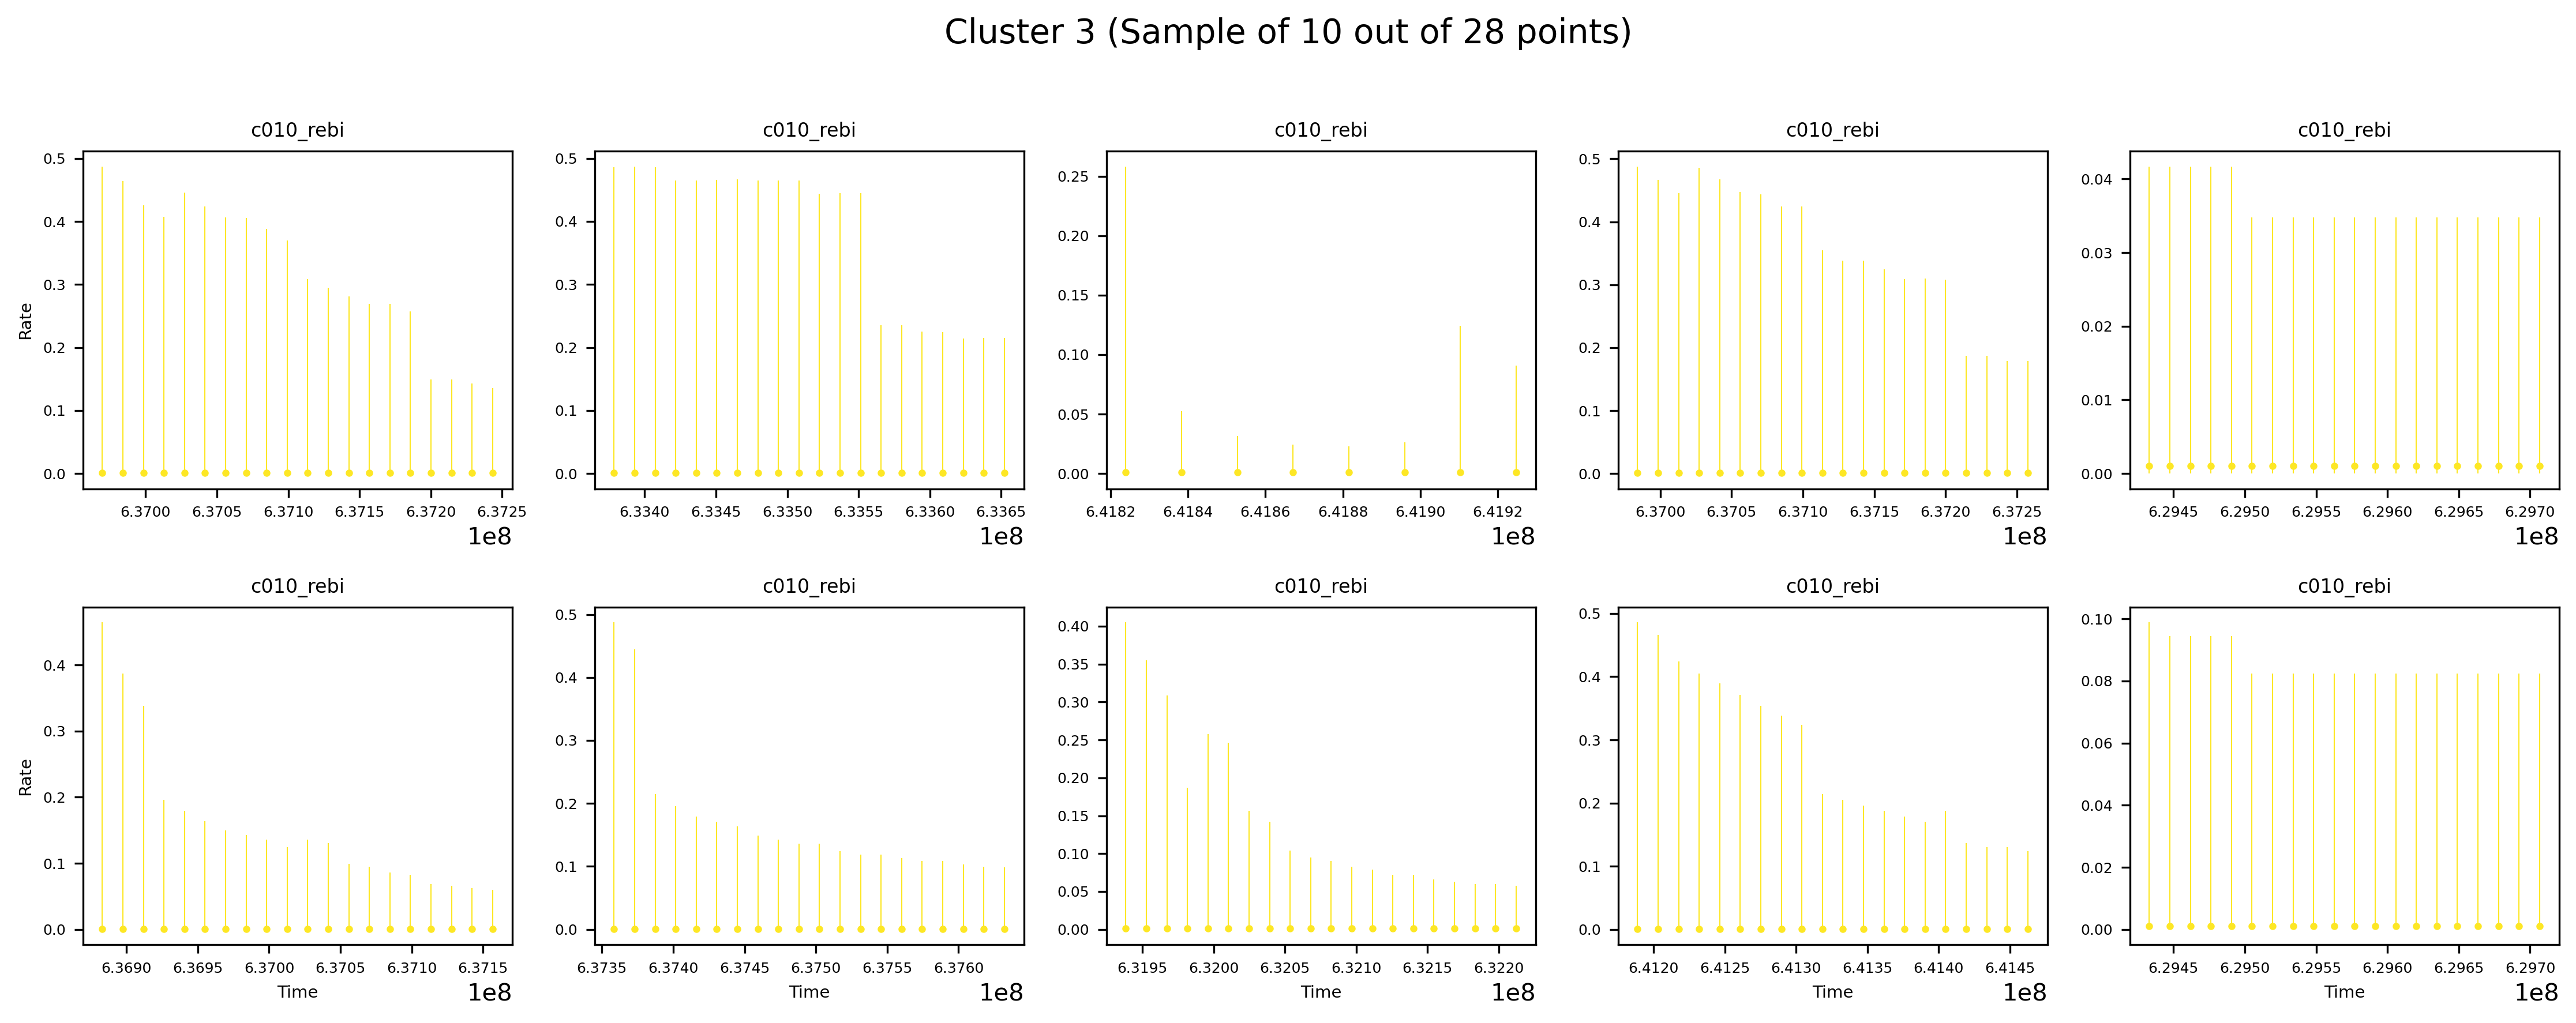 Cluster 3 (Sample of 10 out of 28 points)
c010_rebi c010_rebi c010_rebi c010_rebi c010_rebi
Rate
0.5 0.4 0.3 0.2 0.1 0.0
6.3700 6.3705 6.3710 6.3715 6.3720 6.3725
1e8
0.5 0.4 0.3 0.2 0.1 0.0
6.3340 6.3345 6.3350 6.3355 6.3360 6.3365
1e8
0.25 0.20 0.15 0.10 0.05 0.00
6.4182 6.4184 6.4186 6.4188 6.4190 6.4192
1e8
0.5 0.4 0.3 0.2 0.1 0.0
6.3700 6.3705 6.3710 6.3715 6.3720 6.3725
1e8
0.04 0.03 0.02 0.01 0.00
6.2945 6.2950 6.2955 6.2960 6.2965 6.2970
1e8
c010_rebi c010_rebi c010_rebi c010_rebi c010_rebi
Rate
0.4 0.3 0.2 0.1 0.0
6.3690 6.3695 6.3700 6.3705 6.3710 6.3715
Time 1e8
0.5 0.4 0.3 0.2 0.1 0.0
6.3735 6.3740 6.3745 6.3750 6.3755 6.3760
Time 1e8
0.40 0.35 0.30 0.25 0.20 0.15 0.10 0.05 0.00
6.3195 6.3200 6.3205 6.3210 6.3215 6.3220
Time 1e8
0.5 0.4 0.3 0.2 0.1 0.0
6.4120 6.4125 6.4130 6.4135 6.4140 6.4145
Time 1e8
0.10 0.08 0.06 0.04 0.02 0.00
6.2945 6.2950 6.2955 6.2960 6.2965 6.2970
Time 1e8